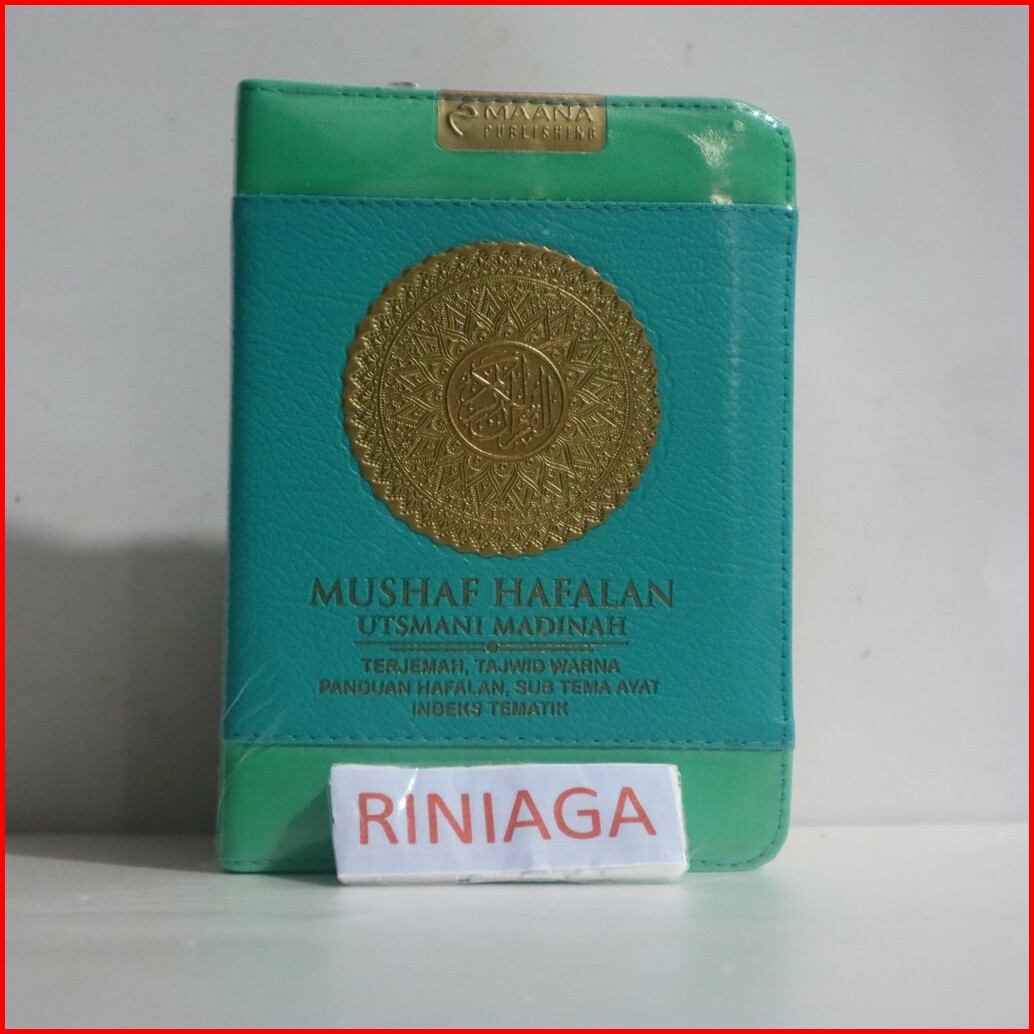 MAANA
PUBLISHING
القرآن الكريم
MUSHAF HAFALAN
UTSMANI MADINAH
TERJEMAH, TAJWID WARNA
PANDUAN HAFALAN, SUB TEMA AYAT
INDEKS TEMATIK
RINIAGA